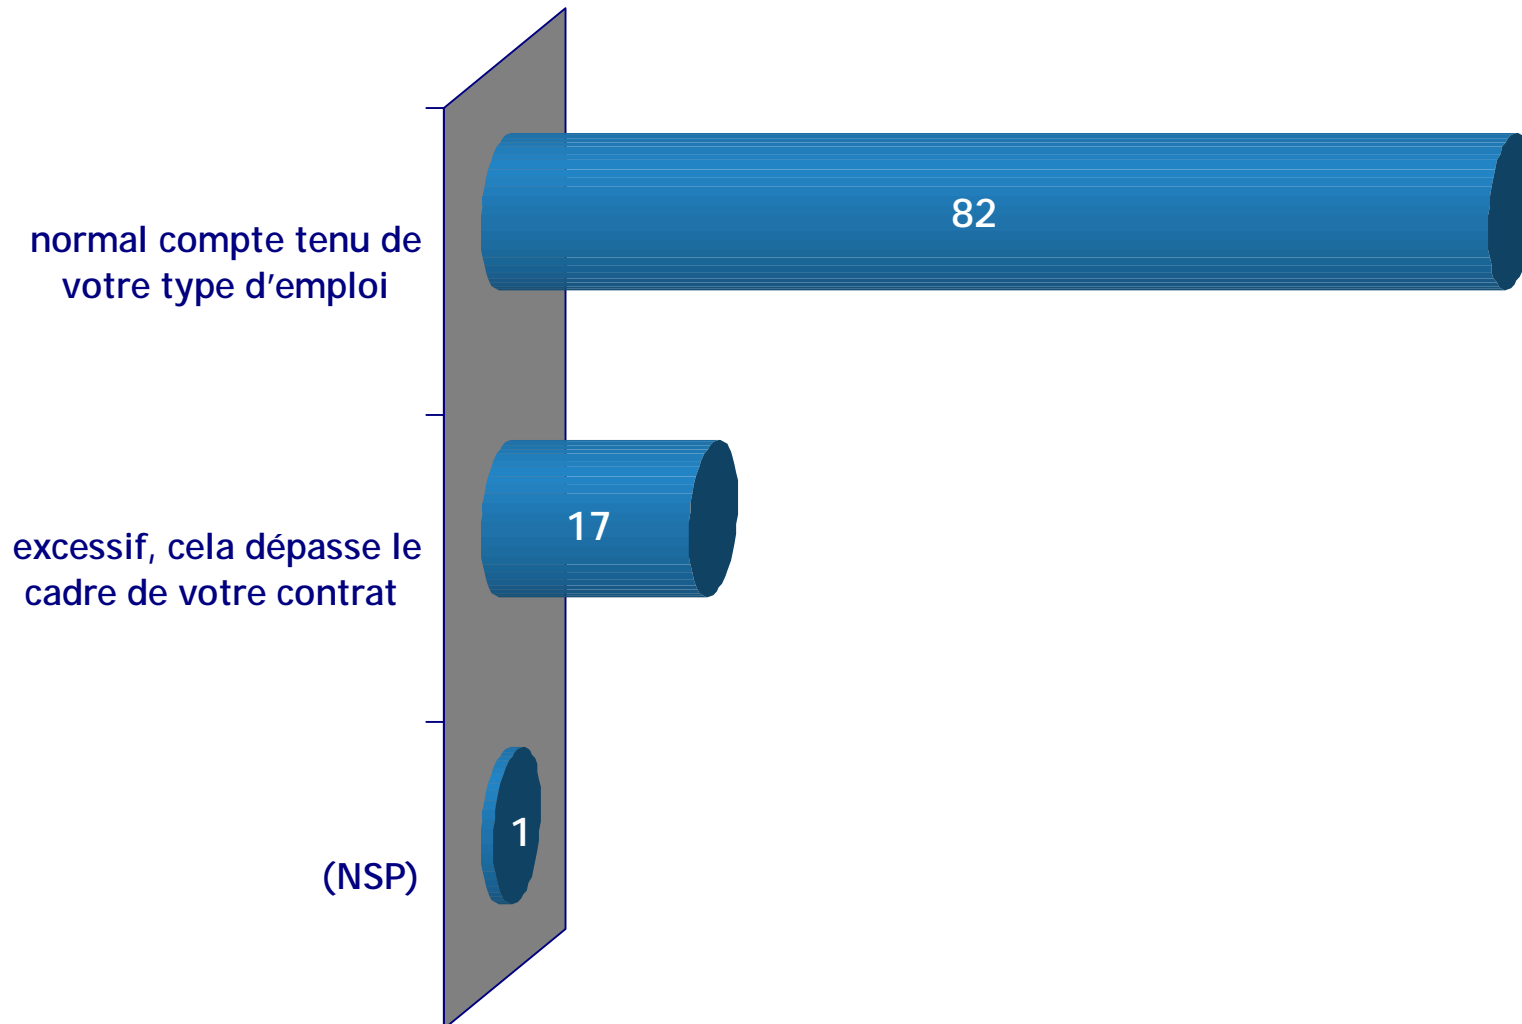 82
normal compte tenu de
votre type d'emploi
17
excessif, cela dépasse le
cadre de votre contrat
1
(NSP)